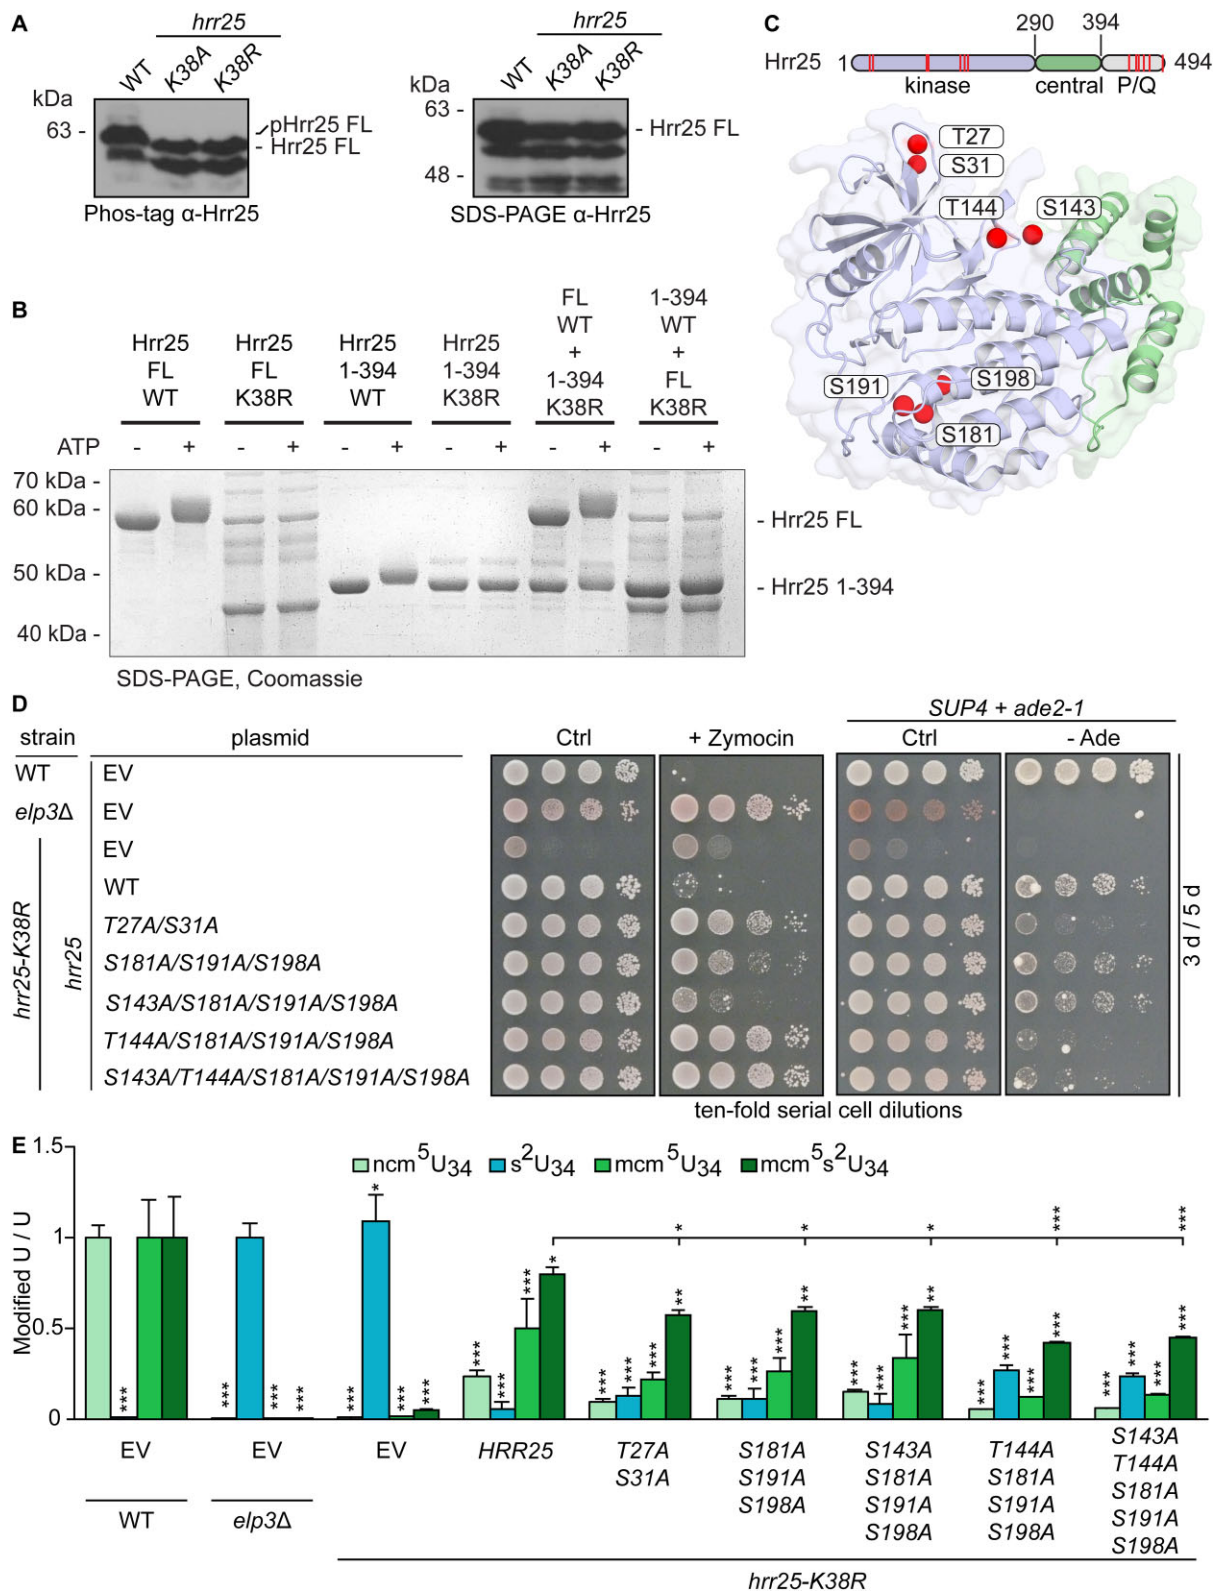 A
hrr25
WT K38A K38R
kDa
63 -
pHrr25 FL
- Hrr25 FL
Phos-tag α-Hrr25
hrr25
WT K38A K38R
kDa
63 -
- Hrr25 FL
48 -
SDS-PAGE α-Hrr25
B
Hrr25 FL WT
Hrr25 FL K38R
Hrr25 1-394 WT
Hrr25 1-394 K38R
FL WT + 1-394 K38R
1-394 WT + FL K38R
ATP - + - + - + - + - + - +
70 kDa -
60 kDa -
- Hrr25 FL
50 kDa -
- Hrr25 1-394
40 kDa -
SDS-PAGE, Coomassie
C
290 394
Hrr25 1 494
kinase central P/Q
T27
S31
T144 S143
S191 S198
S181
D
SUP4 + ade2-1
strain plasmid Ctrl + Zymocin Ctrl - Ade
WT EV
elp3Δ EV
EV
WT
T27A/S31A
S181A/S191A/S198A
S143A/S181A/S191A/S198A
T144A/S181A/S191A/S198A
S143A/T144A/S181A/S191A/S198A
hrr25-K38R
hrr25
3 d / 5 d
ten-fold serial cell dilutions
E
1.5
1
0.5
0
Modified U / U
ncm5U34 s2U34 mcm5U34 mcm5s2U34
* * * *** ***
*** *** *** *** *** * *** *** *** *** *** * *** *** *** ** *** *** *** ** *** *** *** ** *** *** *** *** *** *** *** ***
EV EV EV HRR25
T27A
S31A
S181A
S191A
S198A
S143A
S181A
S191A
S198A
T144A
S181A
S191A
S198A
S143A
T144A
S181A
S191A
S198A
WT elp3Δ
hrr25-K38R